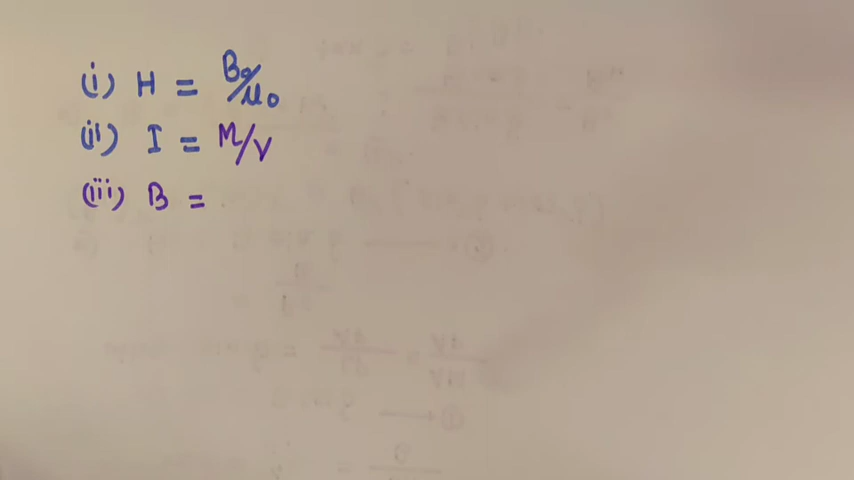 (i) H = B₀/μ₀
(ii) I = M/V
(iii) B =